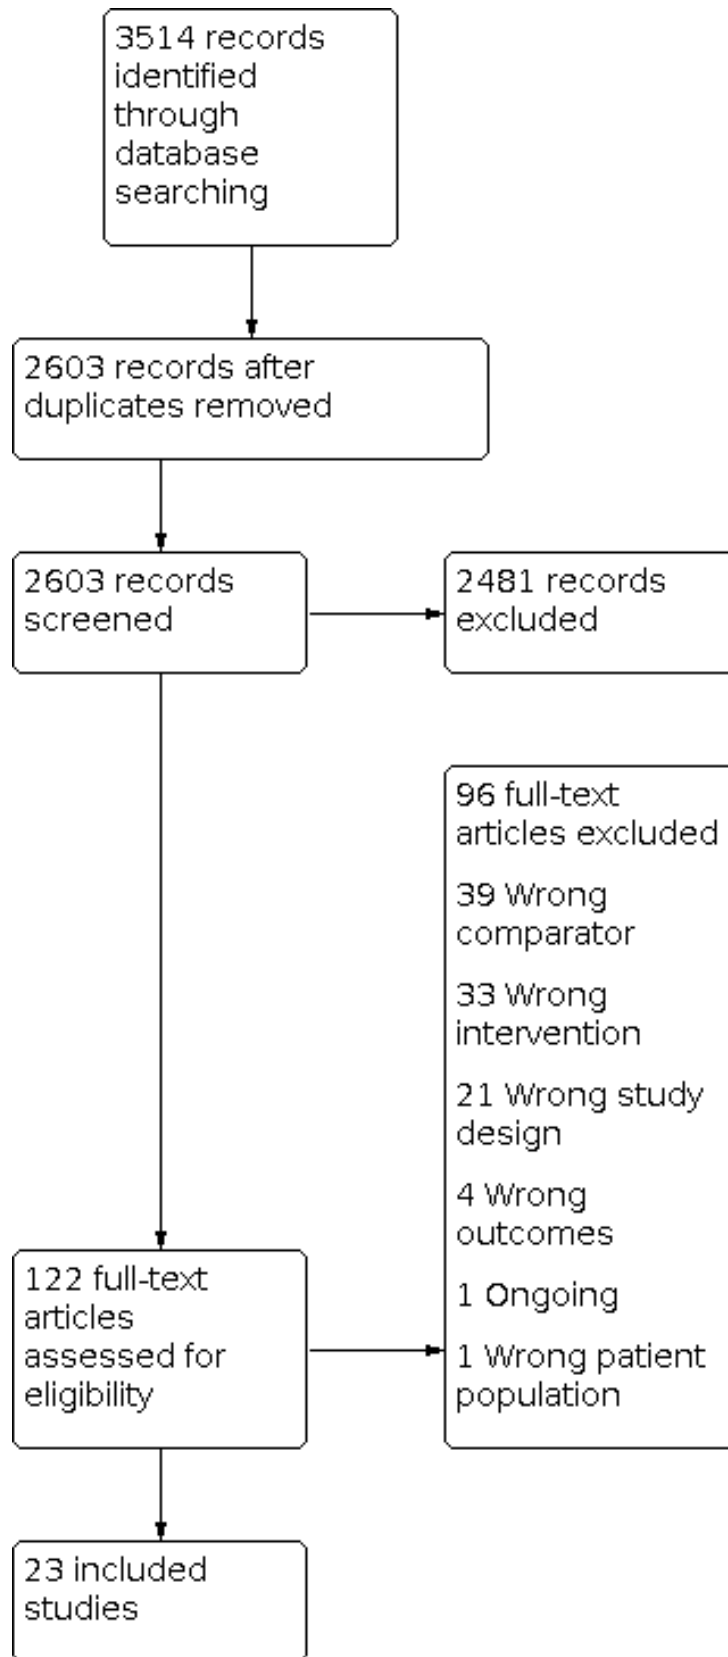 3514 records
identified
through
database
searching
2603 records after
duplicates removed
2603 records
screened
2481 records
excluded
96 full-text
articles excluded
39 Wrong
comparator
33 Wrong
intervention
21 Wrong study
design
4 Wrong
outcomes
1 Ongoing
1 Wrong patient
population
122 full-text
articles
assessed for
eligibility
23 included
studies